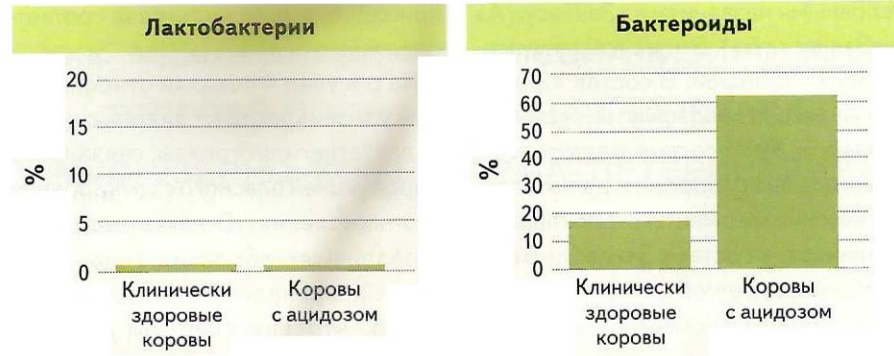 Лактобактерии
%
20
15
10
5
0
Клинически
здоровые
коровы
Коровы
с ацидозом
Бактероиды
%
70
60
50
40
30
20
10
0
Клинически
здоровые
коровы
Коровы
с ацидозом